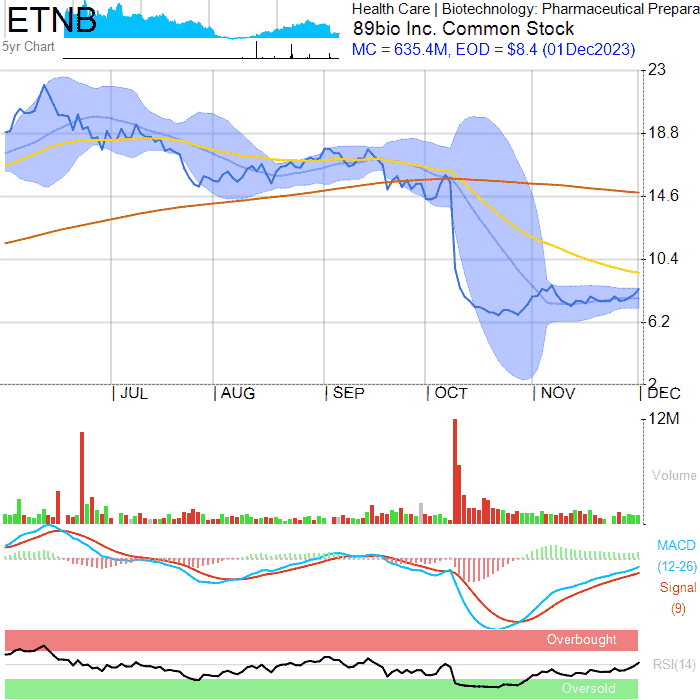 ETNB
5yr Chart
Health Care | Biotechnology: Pharmaceutical Prepara
89bio Inc. Common Stock
MC = 635.4M, EOD = $8.4 (01Dec2023)
23
18.8
14.6
10.4
6.2
2
| JUL | AUG | SEP | OCT | NOV | DEC
12M
Volume
MACD
(12-26)
Signal
(9)
Overbought
RSI(14)
Oversold